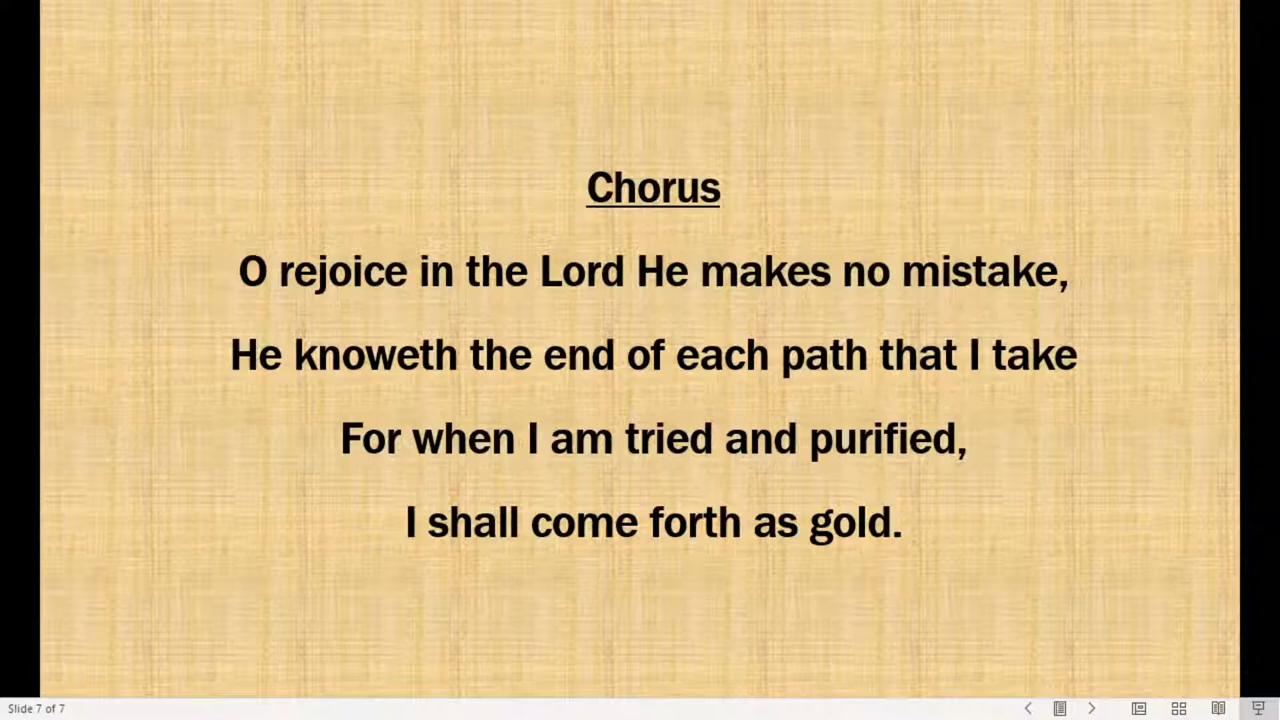 Chorus
O rejoice in the Lord He makes no mistake,
He knoweth the end of each path that I take
For when I am tried and purified,
I shall come forth as gold.
Slide 7 of 7